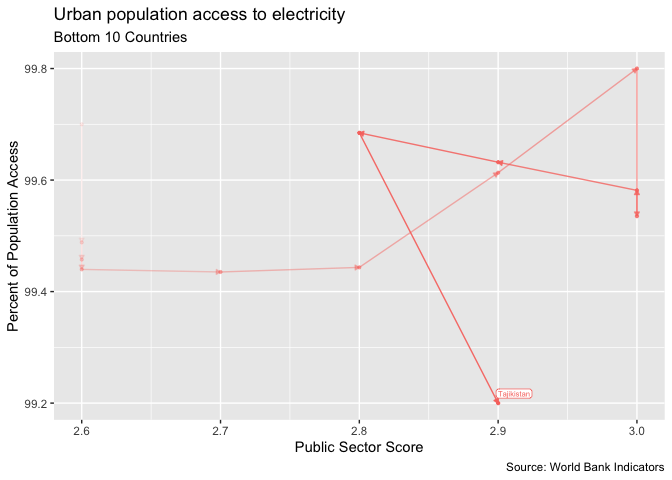 Urban population access to electricity
Bottom 10 Countries
Percent of Population Access
99.8
99.6
99.4
99.2
Tajikistan
2.6 2.7 2.8 2.9 3.0
Public Sector Score
Source: World Bank Indicators